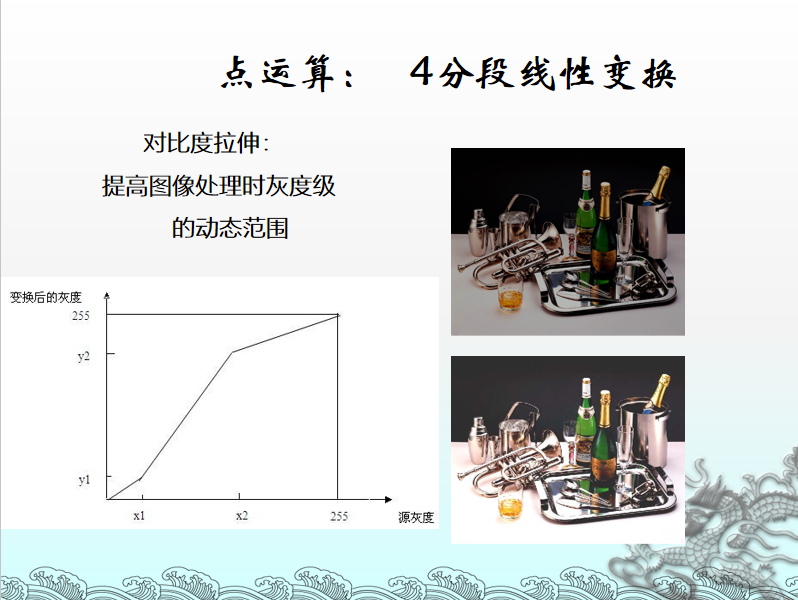 点运算： 4分段线性变换
对比度拉伸：
提高图像处理时灰度级
的动态范围
变换后的灰度
255
y2
y1
x1 x2 255 源灰度